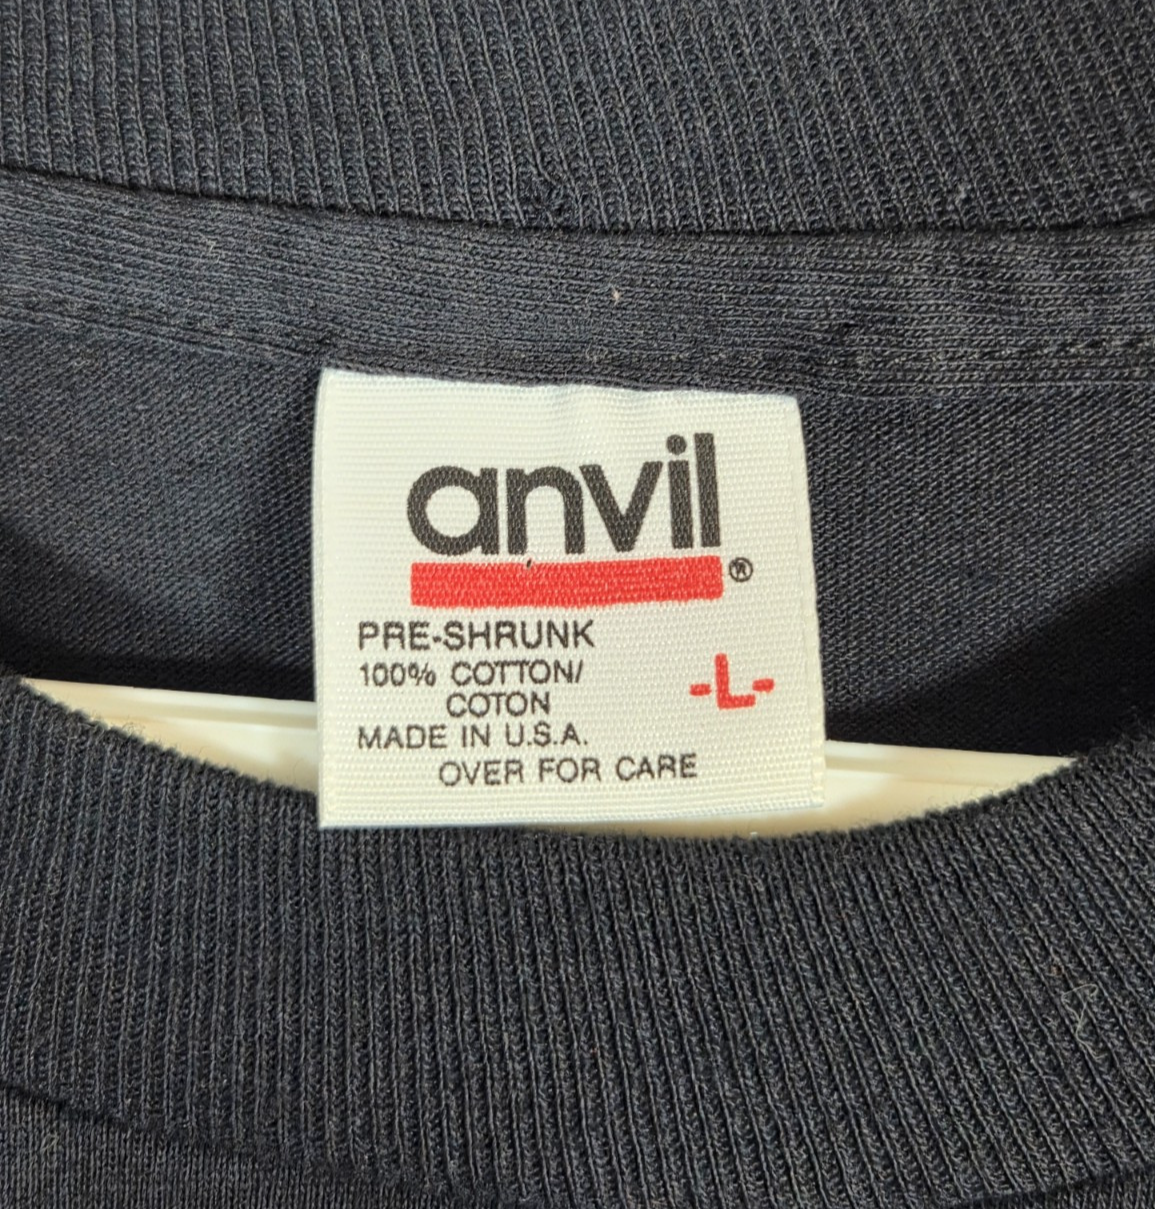 anvil®
PRE-SHRUNK
100% COTTON/
COTON
-L-
MADE IN U.S.A.
OVER FOR CARE